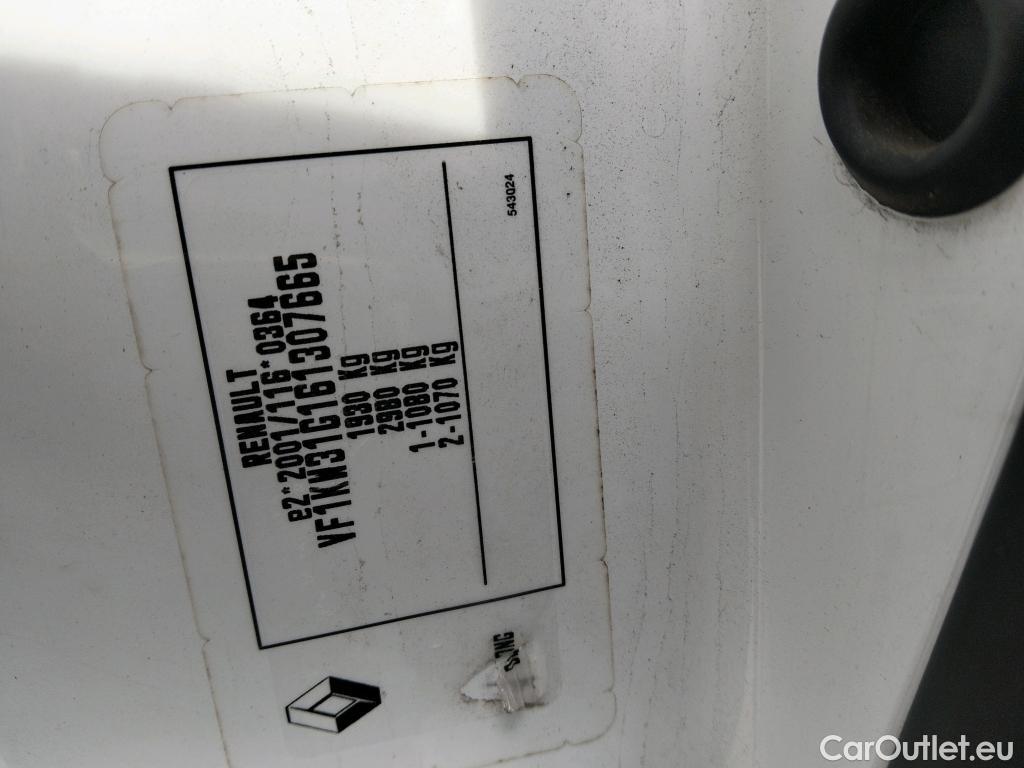 RENAULT
e2*2001/116*0364
VF1KW31G161307665
1930 Kg
2980 Kg
1-1080 Kg
2-1070 Kg
543024
CarOutlet.eu